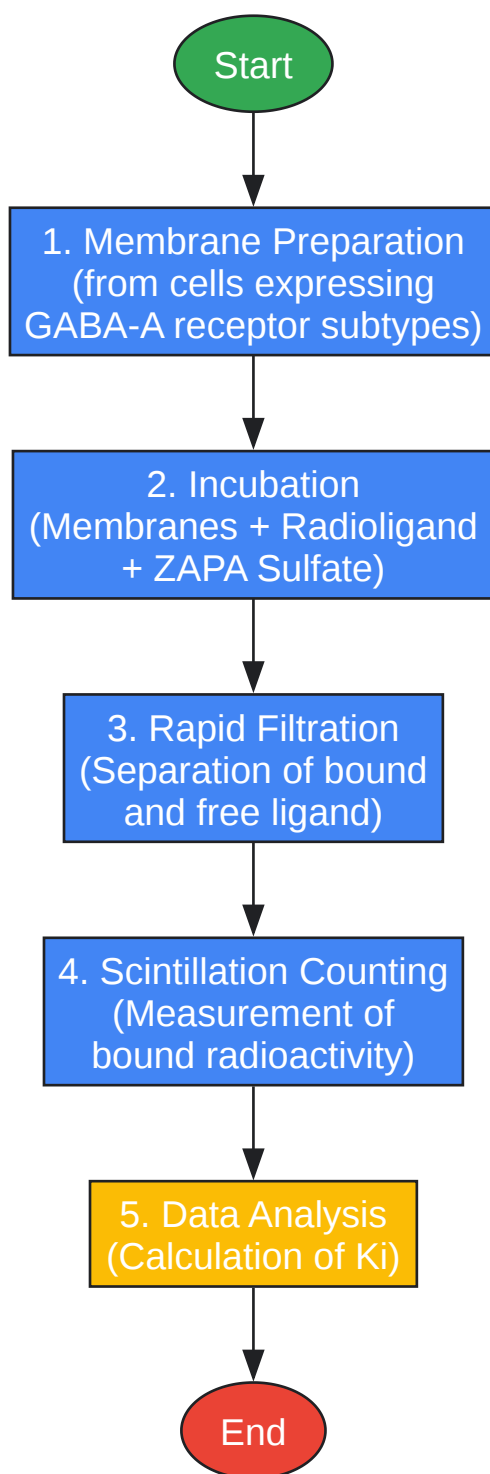 Start
1. Membrane Preparation
(from cells expressing
GABA-A receptor subtypes)
2. Incubation
(Membranes + Radioligand
+ ZAPA Sulfate)
3. Rapid Filtration
(Separation of bound
and free ligand)
4. Scintillation Counting
(Measurement of
bound radioactivity)
5. Data Analysis
(Calculation of Ki)
End